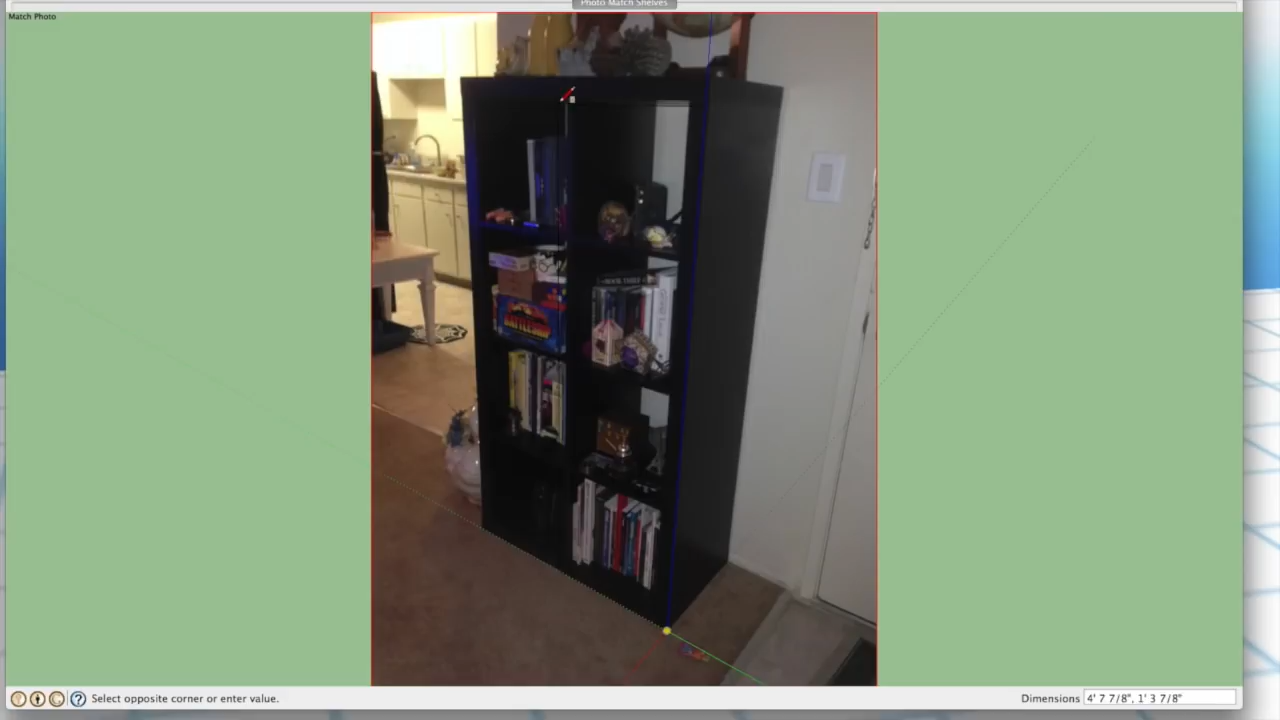 Photo Match Shelves
Match Photo
BATTLESHIP
Select opposite corner or enter value.
Dimensions 4' 7 7/8", 1' 3 7/8"